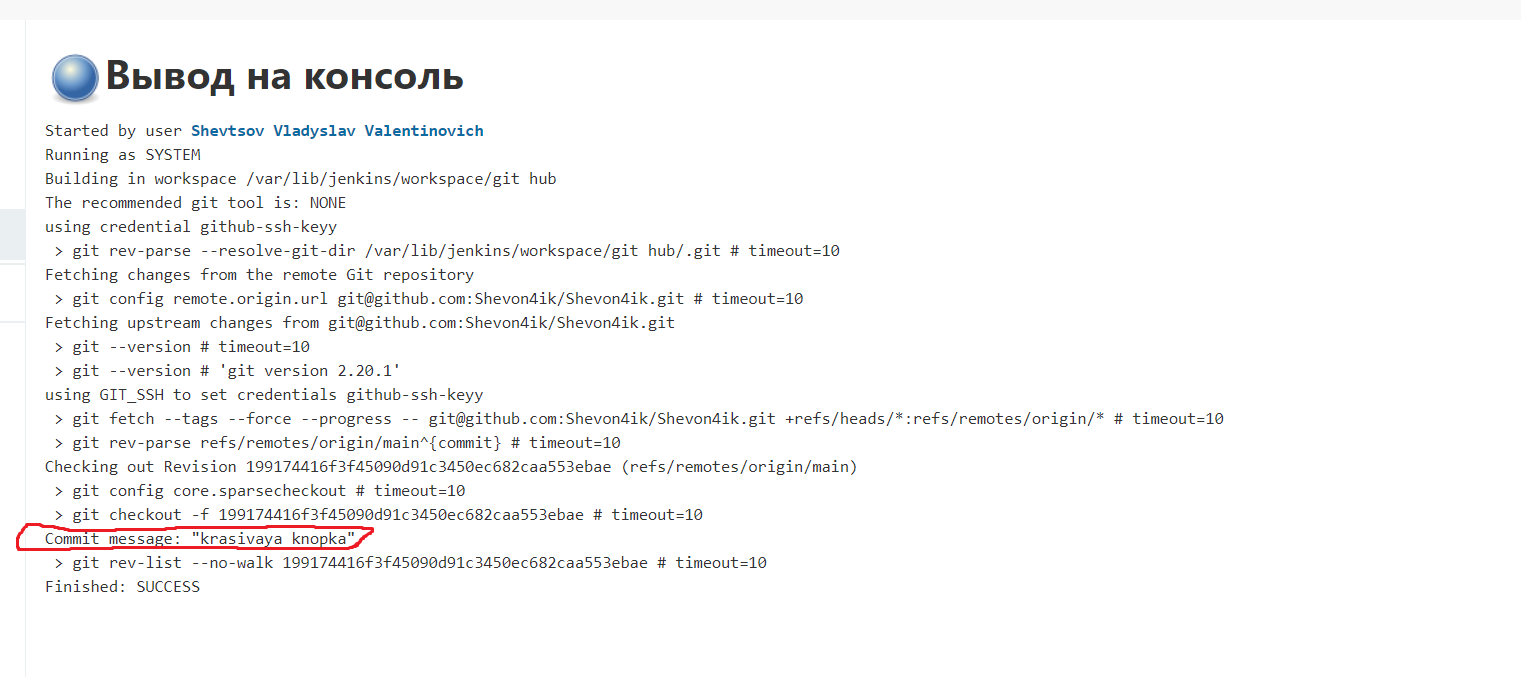 Вывод на консоль
Started by user Shevtsov Vladyslav Valentinovich
Running as SYSTEM
Building in workspace /var/lib/jenkins/workspace/git hub
The recommended git tool is: NONE
using credential github-ssh-keyy
 > git rev-parse --resolve-git-dir /var/lib/jenkins/workspace/git hub/.git # timeout=10
Fetching changes from the remote Git repository
 > git config remote.origin.url git@github.com:Shevon4ik/Shevon4ik.git # timeout=10
Fetching upstream changes from git@github.com:Shevon4ik/Shevon4ik.git
 > git --version # timeout=10
 > git --version # 'git version 2.20.1'
using GIT_SSH to set credentials github-ssh-keyy
 > git fetch --tags --force --progress -- git@github.com:Shevon4ik/Shevon4ik.git +refs/heads/*:refs/remotes/origin/* # timeout=10
 > git rev-parse refs/remotes/origin/main^{commit} # timeout=10
Checking out Revision 199174416f3f45090d91c3450ec682caa553ebae (refs/remotes/origin/main)
 > git config core.sparsecheckout # timeout=10
 > git checkout -f 199174416f3f45090d91c3450ec682caa553ebae # timeout=10
Commit message: "krasivaya knopka"
 > git rev-list --no-walk 199174416f3f45090d91c3450ec682caa553ebae # timeout=10
Finished: SUCCESS